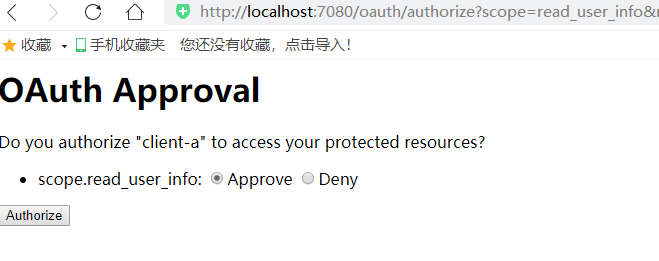 http://localhost:7080/oauth/authorize?scope=read_user_info&
收藏 手机收藏夹 您还没有收藏，点击导入！
OAuth Approval
Do you authorize "client-a" to access your protected resources?
• scope.read_user_info: Approve Deny
Authorize